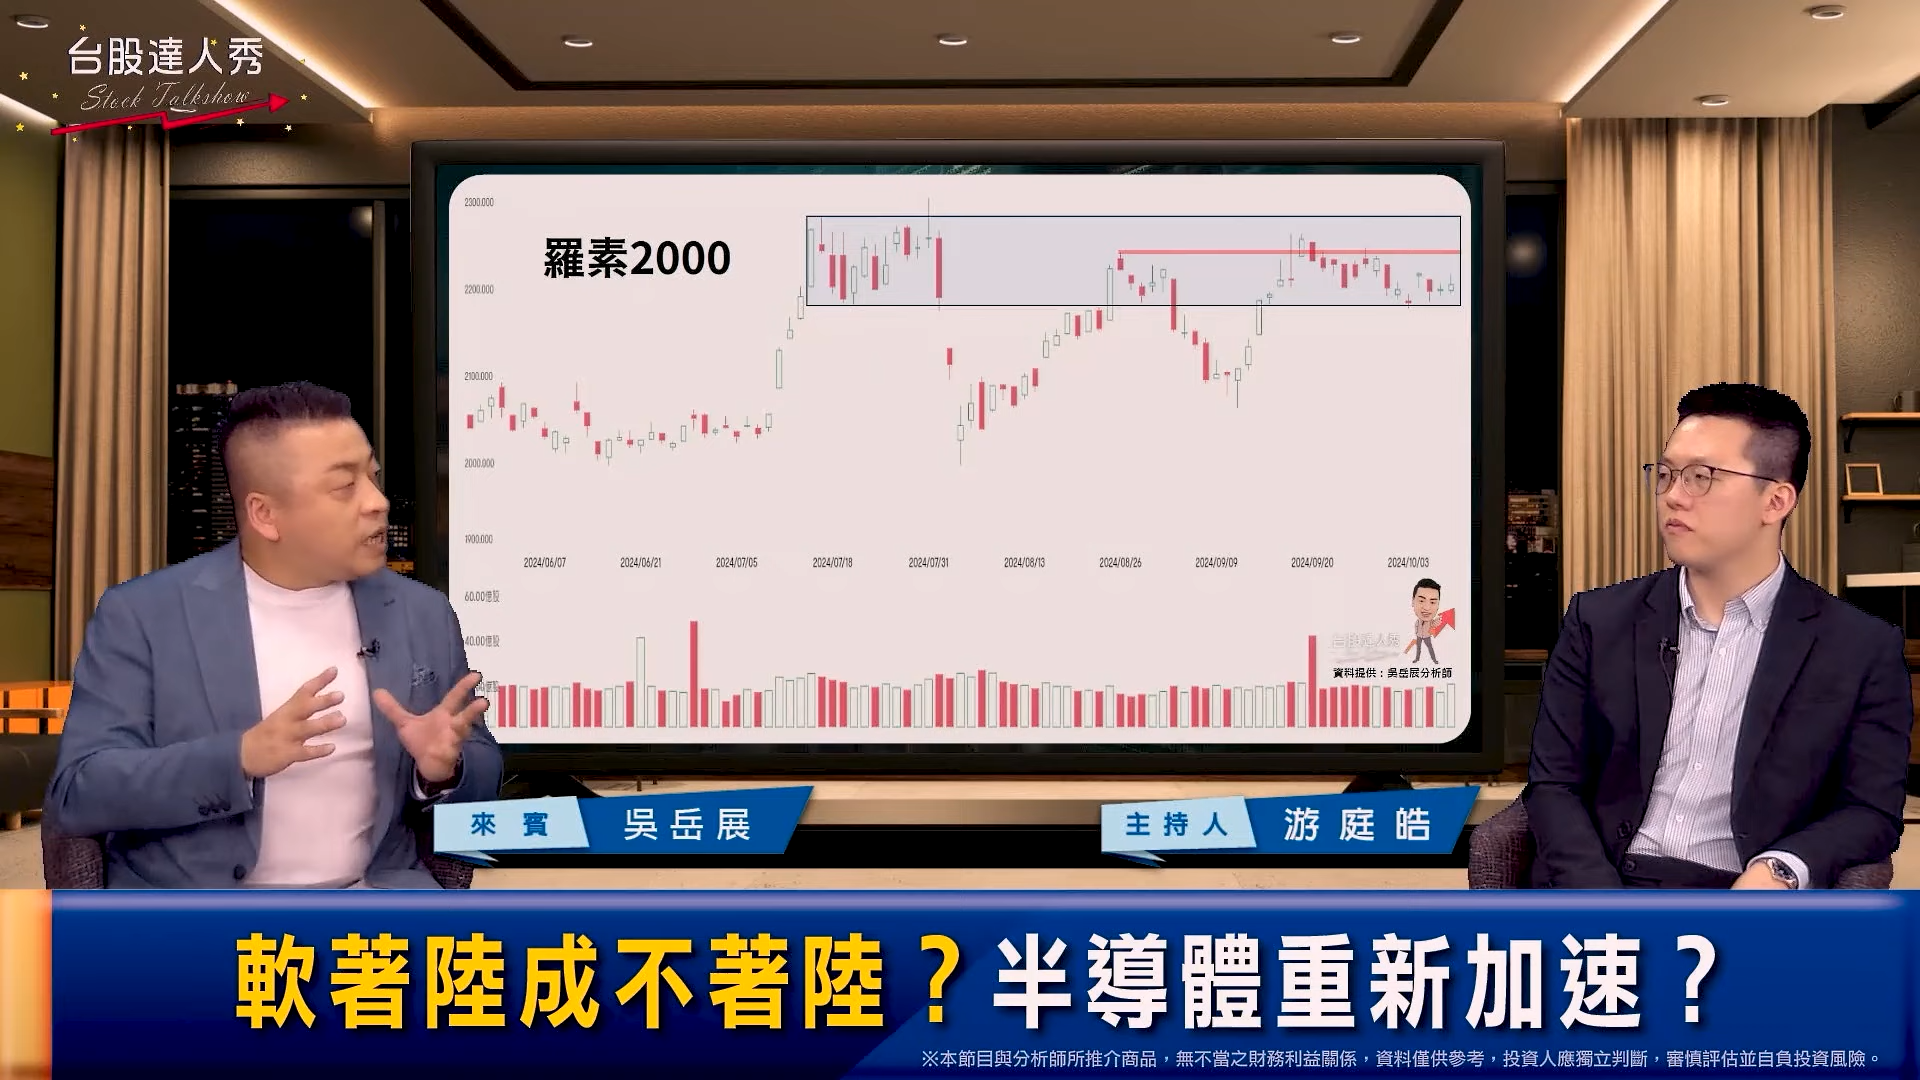 台股達人秀
Stock Talkshow
羅素2000
2300.000
2200.000
2100.000
2000.000
1900.000
2024/06/07 2024/06/21 2024/07/05 2024/07/18 2024/07/31 2024/08/13 2024/08/26 2024/09/09 2024/09/20 2024/10/03
60.00億股
40.00億股
台股達人秀
資料提供：吳岳展分析師
來賓 吳岳展
主持人 游庭皓
軟著陸成不著陸？半導體重新加速？
※本節目與分析師所推介商品，無不當之財務利益關係，資料僅供參考，投資人應獨立判斷，審慎評估並自負投資風險。